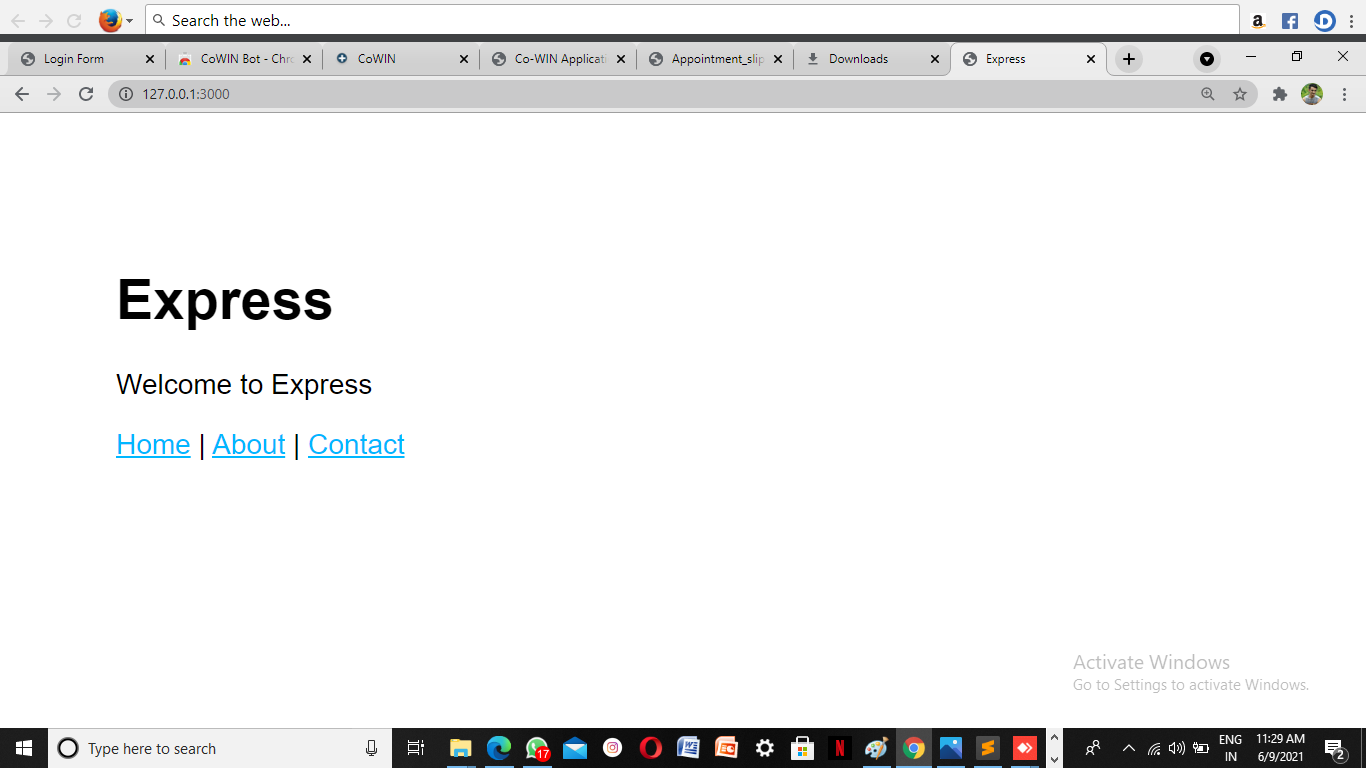 Search the web...
Login Form
CoWIN Bot - Chro
CoWIN
Co-WIN Applicati
Appointment_slip
Downloads
Express
127.0.0.1:3000
Express
Welcome to Express
Home | About | Contact
Activate Windows
Go to Settings to activate Windows.
Type here to search
17
ENG
IN
11:29 AM
6/9/2021
2